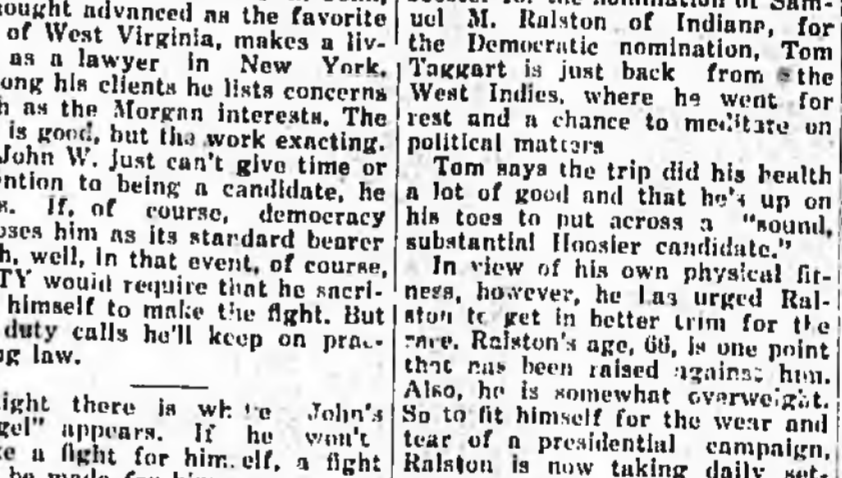 ought advanced as the favorite
of West Virginia, makes a liv-
as a lawyer in New York.
ong his clients he lists concerns
h as the Morgan interests. The
is good, but the work exacting.
John W. just can't give time or
ntion to being a candidate, he
s. If, of course, democracy
oses him as its standard bearer
h, well, in that event, of course,
TY would require that he sacri-
himself to make the fight. But
duty calls he'll keep on prac-
ng law.
ight there is where John's
gel" appears. If he won't
ke a fight for himself, a fight
be made for
uel M. Ralston of Indiana, for
the Democratic nomination, Tom
Taggart is just back from the
West Indies, where he went for
rest and a chance to meditate on
political matters
Tom says the trip did his health
a lot of good and that he's up on
his toes to put across a "sound,
substantial Hoosier candidate."
In view of his own physical fit-
ness, however, he has urged Ral-
ston to get in better trim for the
race. Ralston's age, 66, is one point
that has been raised against him.
Also, he is somewhat overweight.
So to fit himself for the wear and
tear of a presidential campaign,
Ralston is now taking daily set-